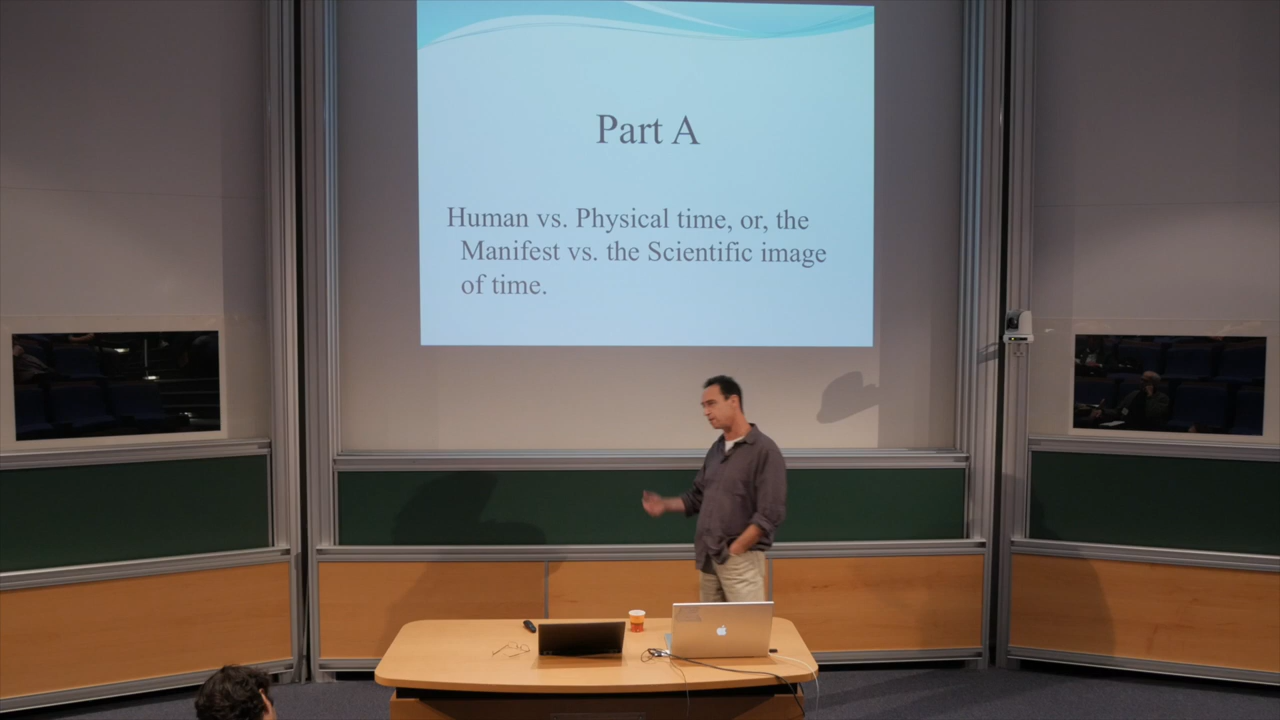 Part A
Human vs. Physical time, or, the
Manifest vs. the Scientific image
of time.